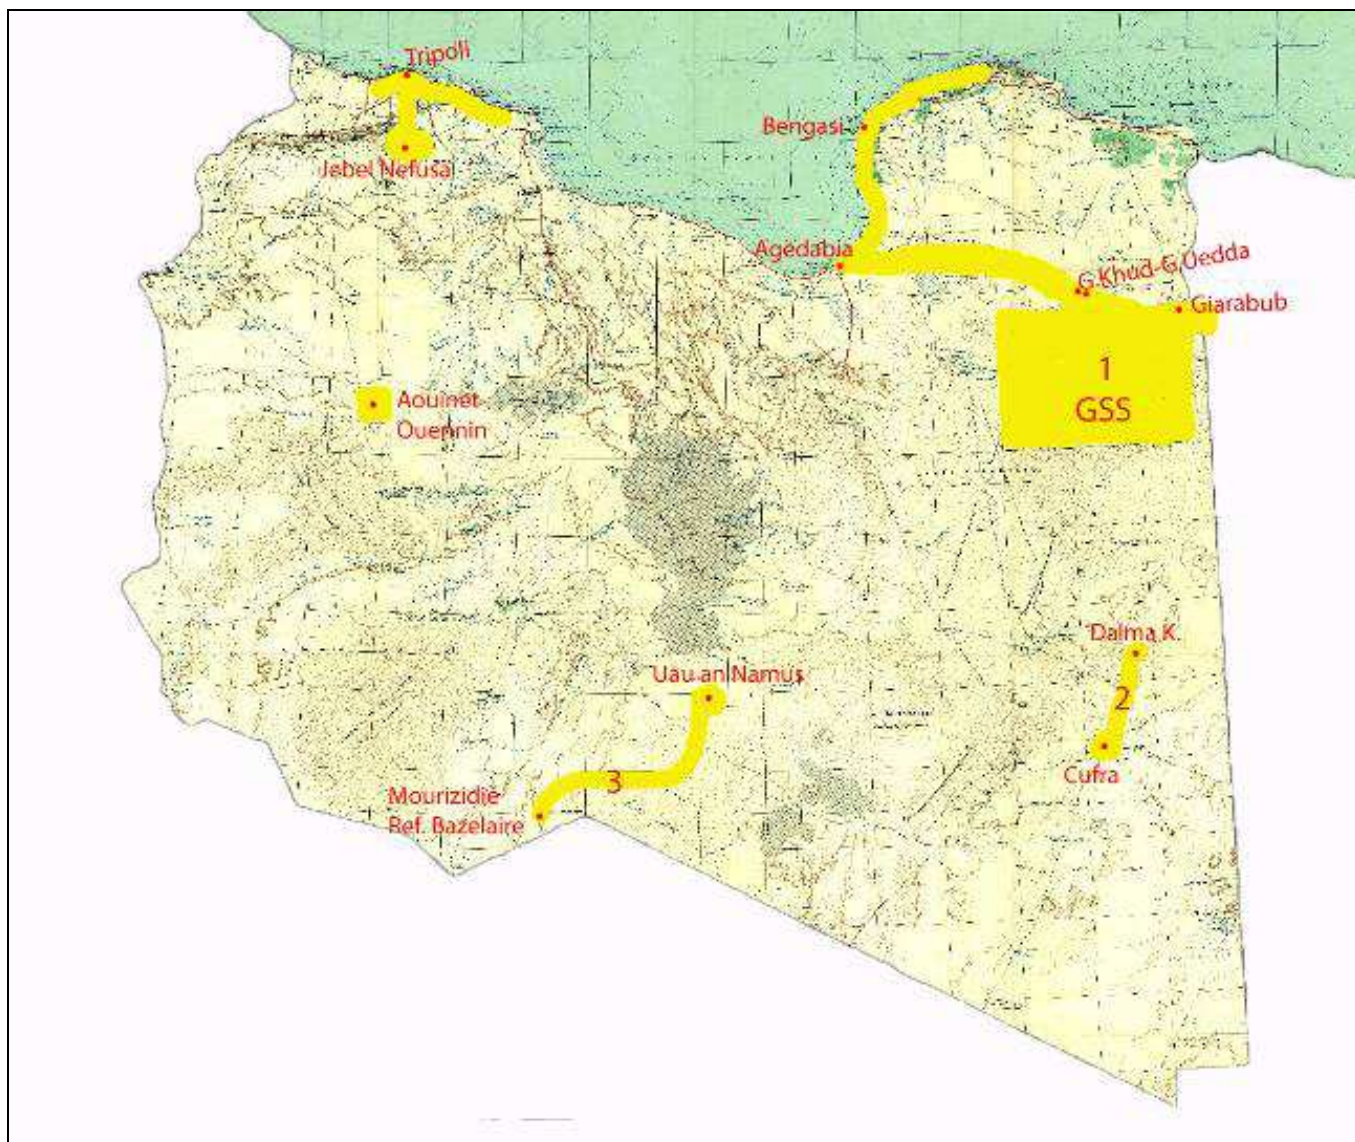 Tripoli
Bengasi
Jebel Nefusa
Agedabia
G.Khud-G.Uedda
Giarabub
1
GSS
Aouinet
Ouennin
Dalma K.
Uau an Namus
2
Cufra
3
Mourizidie
Ref. Bazelaire